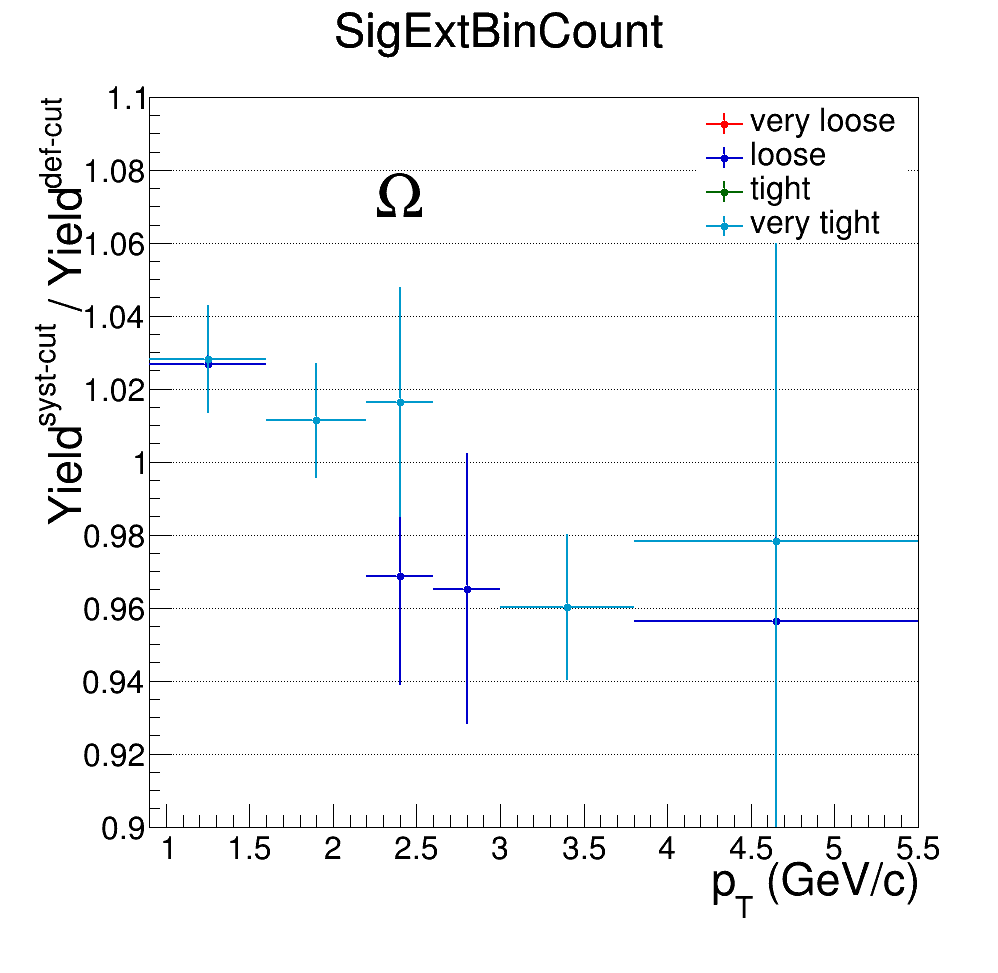 SigExtBinCount
Yield^syst-cut / Yield^def-cut
1.1
1.08
1.06
1.04
1.02
1
0.98
0.96
0.94
0.92
0.9
Ω
very loose
loose
tight
very tight
1 1.5 2 2.5 3 3.5 4 4.5 5 5.5
p_T (GeV/c)